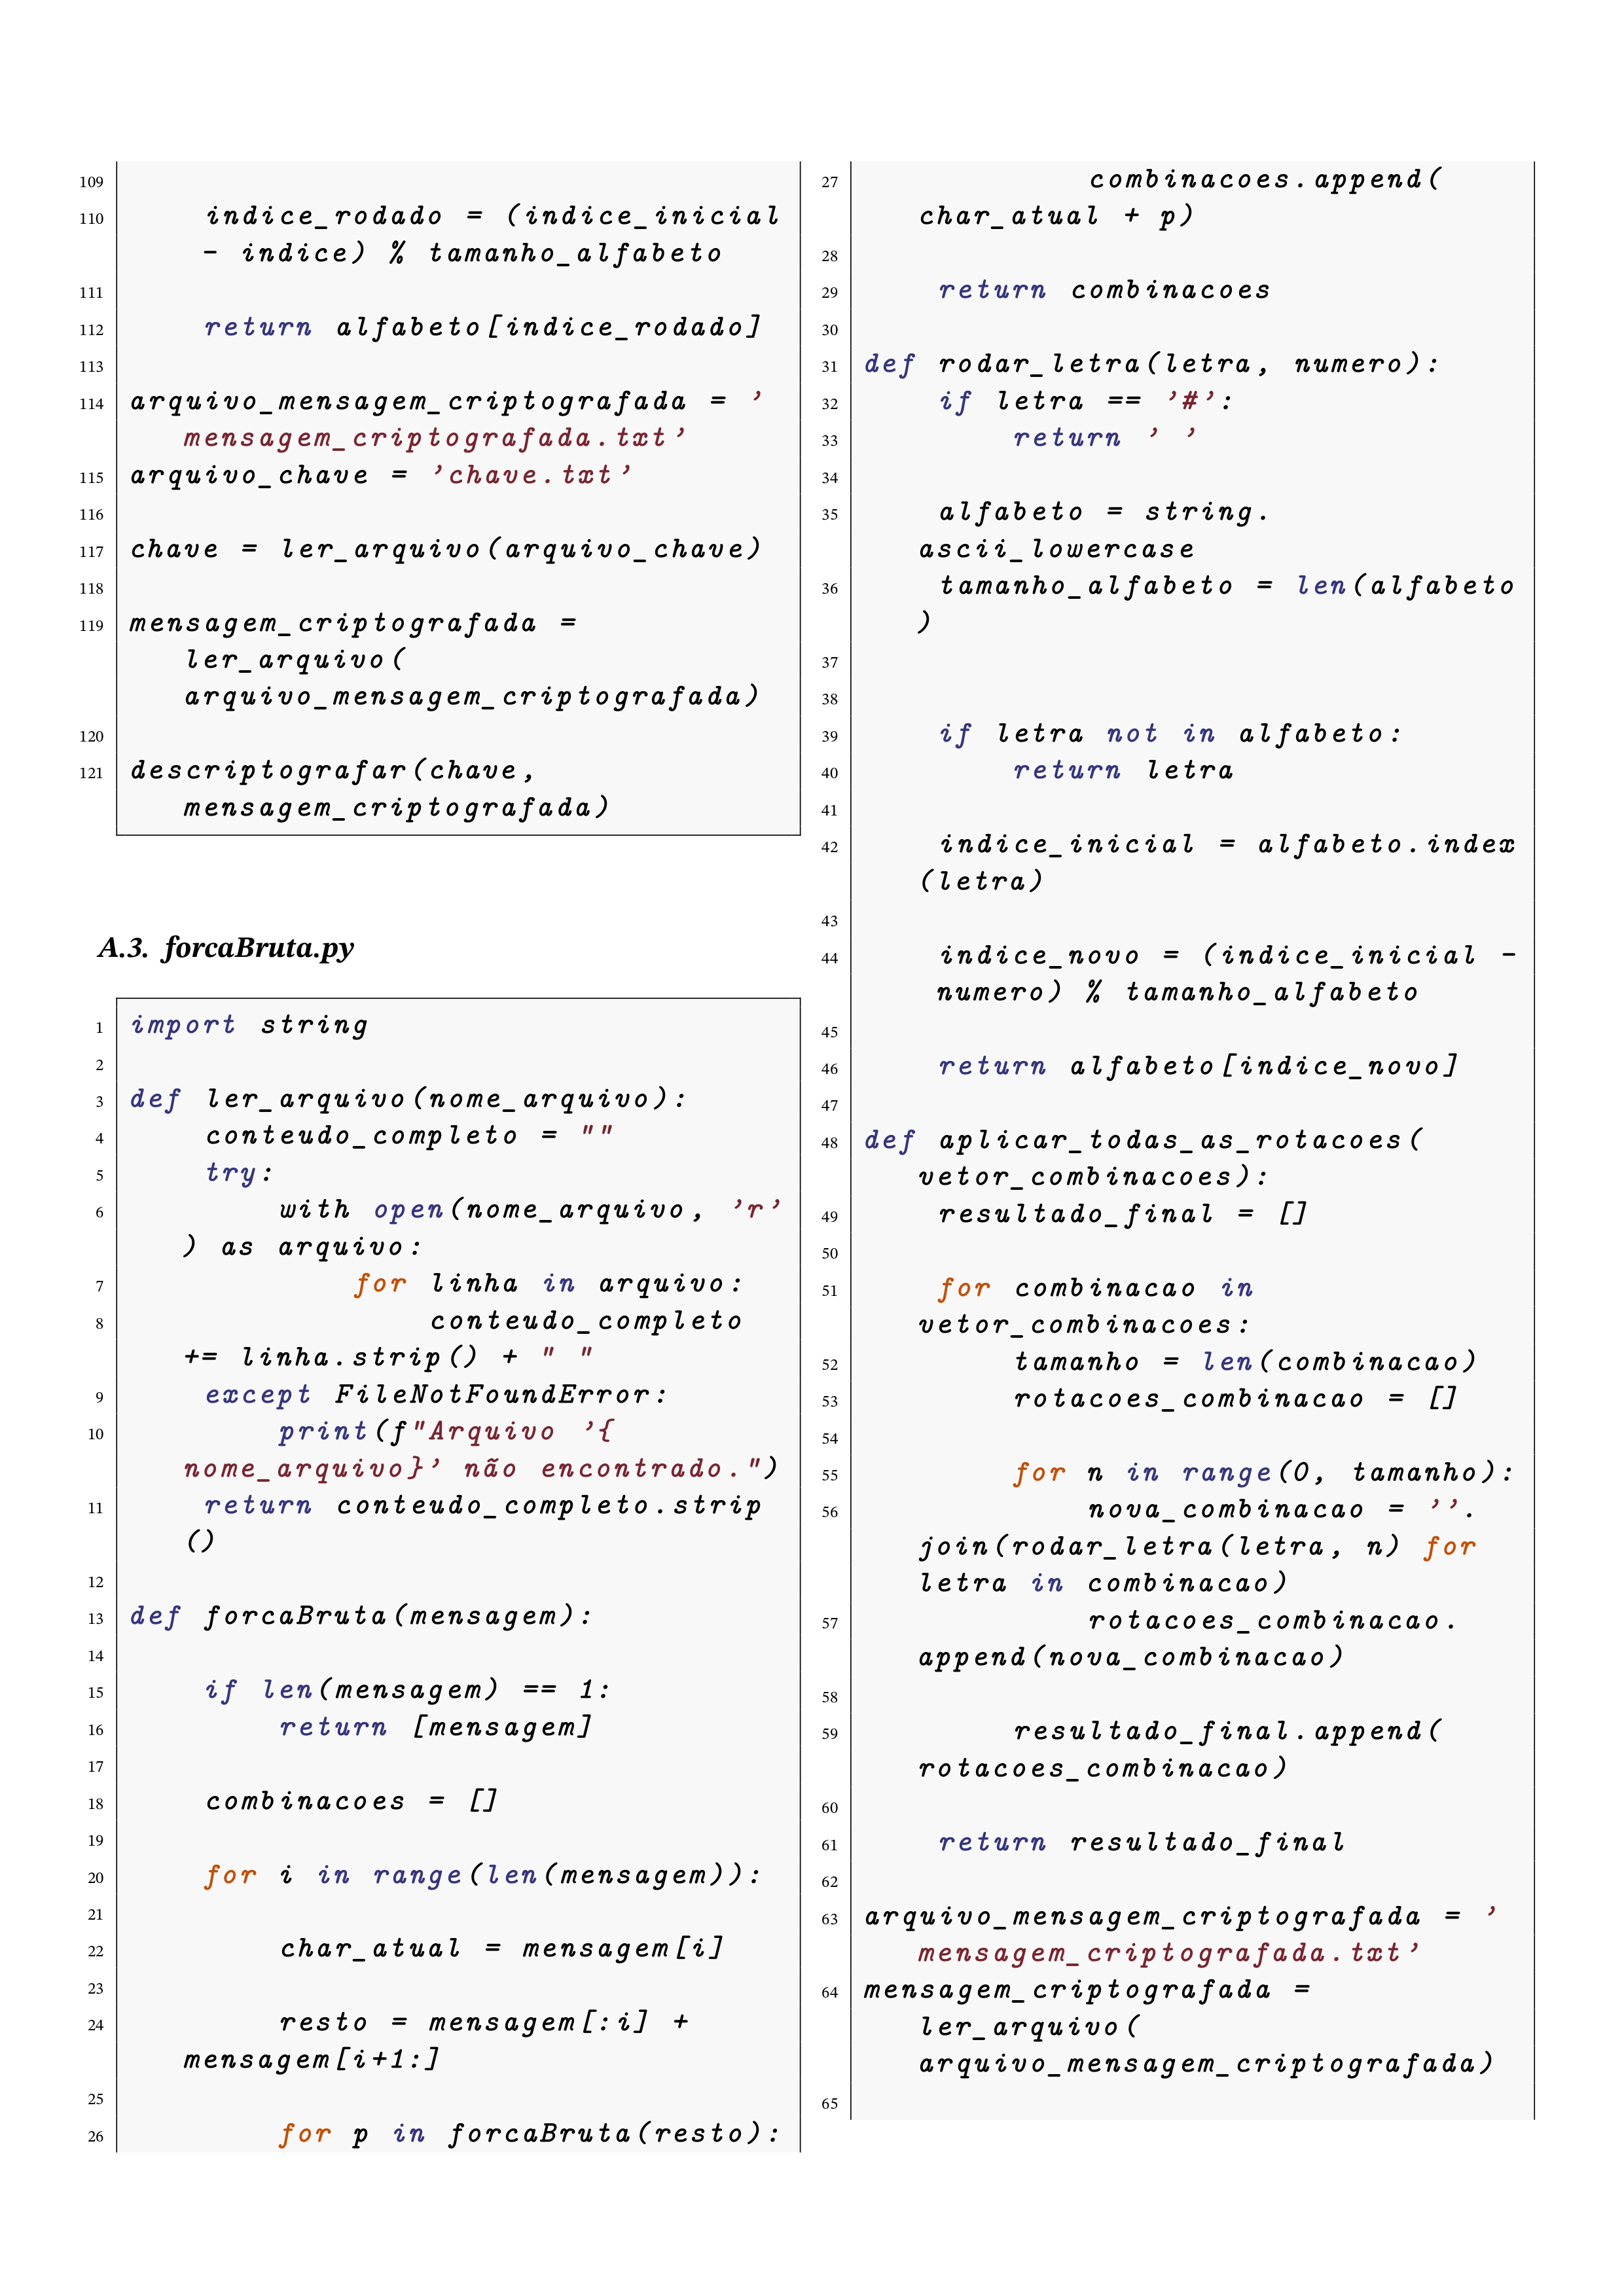 109
110 indice_rodado = (indice_inicial
- indice) % tamanho_alfabeto
111
112 return alfabeto[indice_rodado]
113
114 arquivo_mensagem_criptografada = '
mensagem_criptografada.txt'
115 arquivo_chave = 'chave.txt'
116
117 chave = ler_arquivo(arquivo_chave)
118
119 mensagem_criptografada =
ler_arquivo(
arquivo_mensagem_criptografada)
120
121 descriptografar(chave,
mensagem_criptografada)
A.3. forcaBruta.py
1 import string
2
3 def ler_arquivo(nome_arquivo):
4 conteudo_completo = ""
5 try:
6 with open(nome_arquivo, 'r'
) as arquivo:
7 for linha in arquivo:
8 conteudo_completo
+= linha.strip() + " "
9 except FileNotFoundError:
10 print(f"Arquivo '{
nome_arquivo}' não encontrado.")
11 return conteudo_completo.strip
()
12
13 def forcaBruta(mensagem):
14
15 if len(mensagem) == 1:
16 return [mensagem]
17
18 combinacoes = []
19
20 for i in range(len(mensagem)):
21
22 char_atual = mensagem[i]
23
24 resto = mensagem[:i] +
mensagem[i+1:]
25
26 for p in forcaBruta(resto):
27 combinacoes.append(
char_atual + p)
28
29 return combinacoes
30
31 def rodar_letra(letra, numero):
32 if letra == '#':
33 return ' '
34
35 alfabeto = string.
ascii_lowercase
36 tamanho_alfabeto = len(alfabeto
)
37
38
39 if letra not in alfabeto:
40 return letra
41
42 indice_inicial = alfabeto.index
(letra)
43
44 indice_novo = (indice_inicial -
numero) % tamanho_alfabeto
45
46 return alfabeto[indice_novo]
47
48 def aplicar_todas_as_rotacoes(
vetor_combinacoes):
49 resultado_final = []
50
51 for combinacao in
vetor_combinacoes:
52 tamanho = len(combinacao)
53 rotacoes_combinacao = []
54
55 for n in range(0, tamanho):
56 nova_combinacao = ''.
join(rodar_letra(letra, n) for
letra in combinacao)
57 rotacoes_combinacao.
append(nova_combinacao)
58
59 resultado_final.append(
rotacoes_combinacao)
60
61 return resultado_final
62
63 arquivo_mensagem_criptografada = '
mensagem_criptografada.txt'
64 mensagem_criptografada =
ler_arquivo(
arquivo_mensagem_criptografada)
65